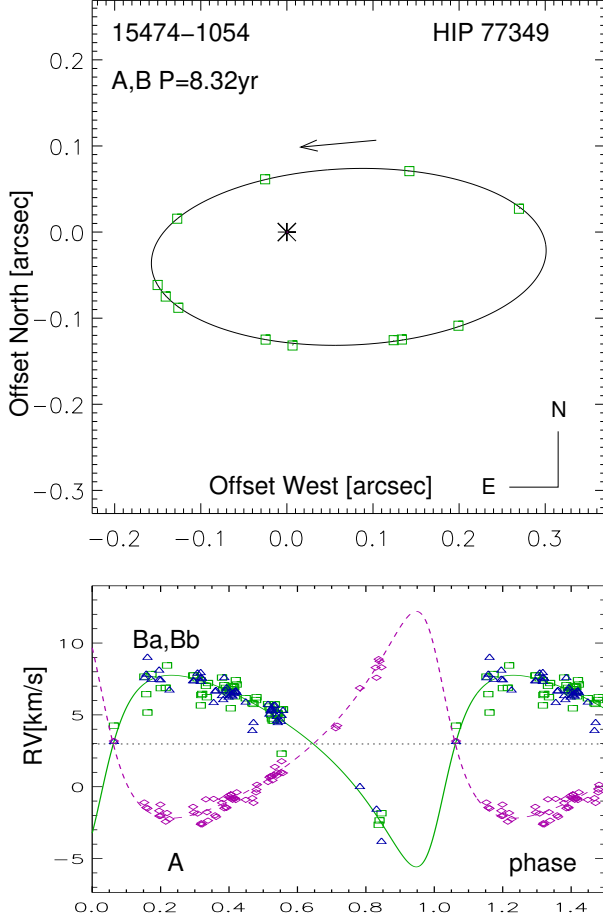 15474−1054 HIP 77349
A,B P=8.32yr
0.2
0.1
0.0
−0.1
−0.2
−0.3
Offset North [arcsec]
N
E
Offset West [arcsec]
−0.2 −0.1 0.0 0.1 0.2 0.3
Ba,Bb
10
5
0
−5
RV[km/s]
A phase
0.0 0.2 0.4 0.6 0.8 1.0 1.2 1.4